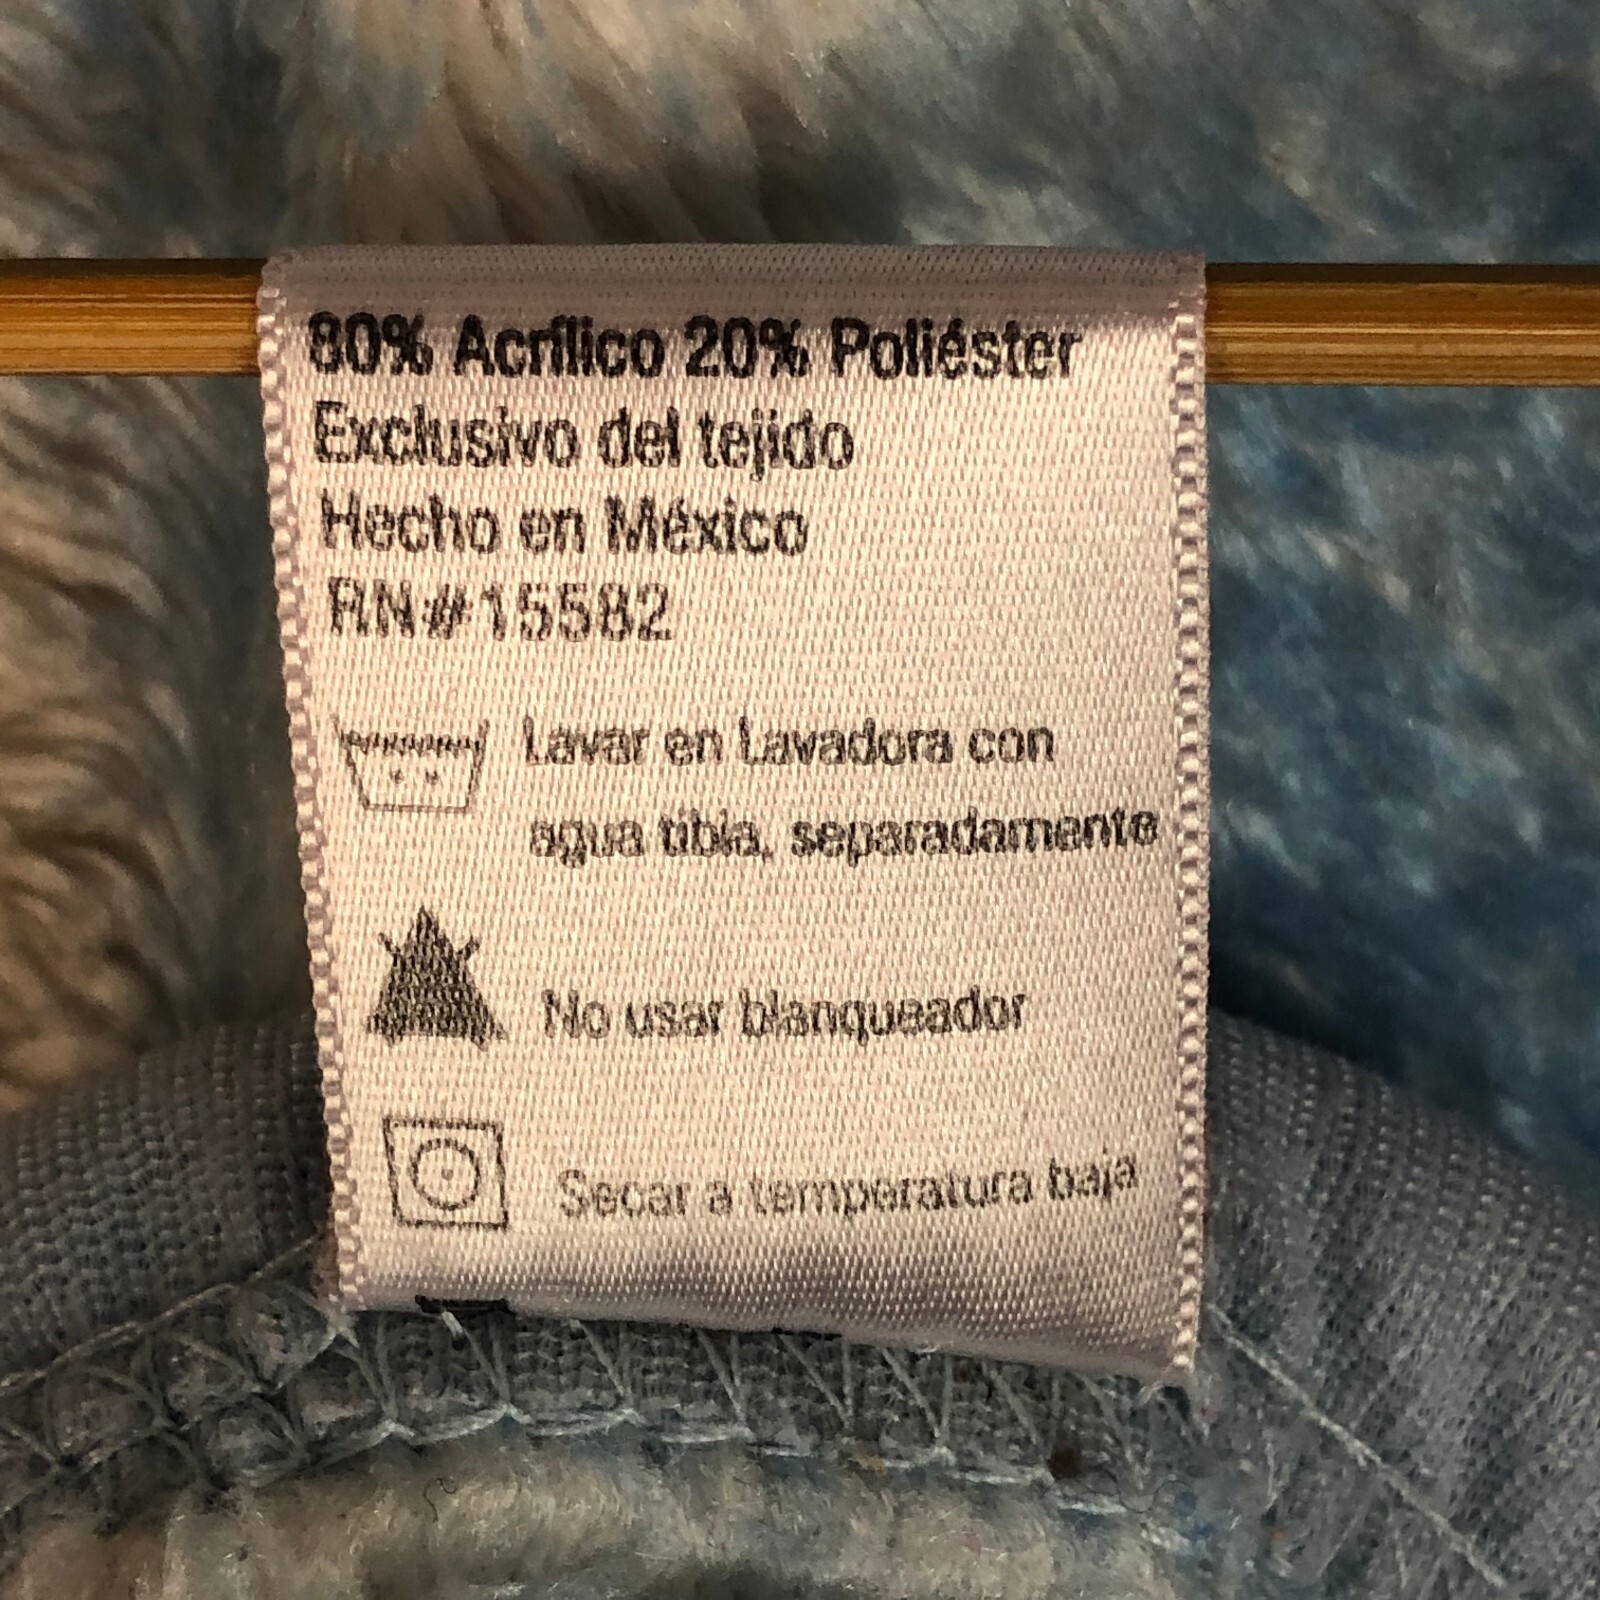 80% Acrílico 20% Poliéster
Exclusivo del tejido
Hecho en México
RN#15582
Lavar en Lavadora con
agua tibia, separadamente
No usar blanqueador
Secar a temperatura baja